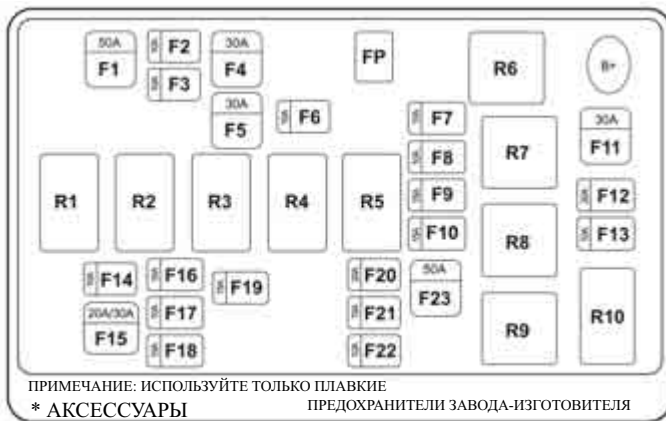 50A F1
F2
F3
30A F4
30A F5
F6
FP
R6
B+
F7
F8
F9
F10
R7
30A F11
F12
F13
R1 R2 R3 R4 R5
R8
F14
20A/30A F15
F16
F17
F18
F19
F20
F21
F22
50A F23
R9
R10
ПРИМЕЧАНИЕ: ИСПОЛЬЗУЙТЕ ТОЛЬКО ПЛАВКИЕ
* АКСЕССУАРЫ ПРЕДОХРАНИТЕЛИ ЗАВОДА-ИЗГОТОВИТЕЛЯ